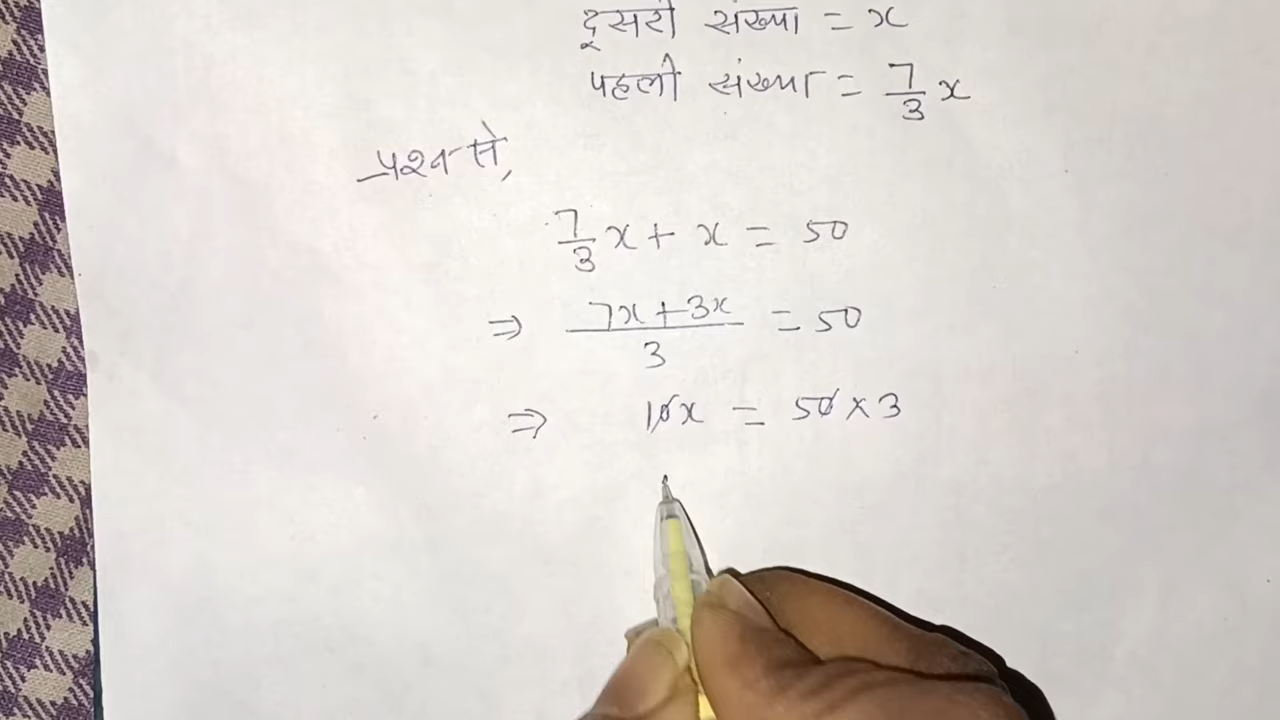 दूसरी संख्या = x
पहली संख्या = 7/3 x
प्रश्न से,
7/3 x + x = 50
⇒ (7x + 3x)/3 = 50
⇒ 10x = 50 × 3